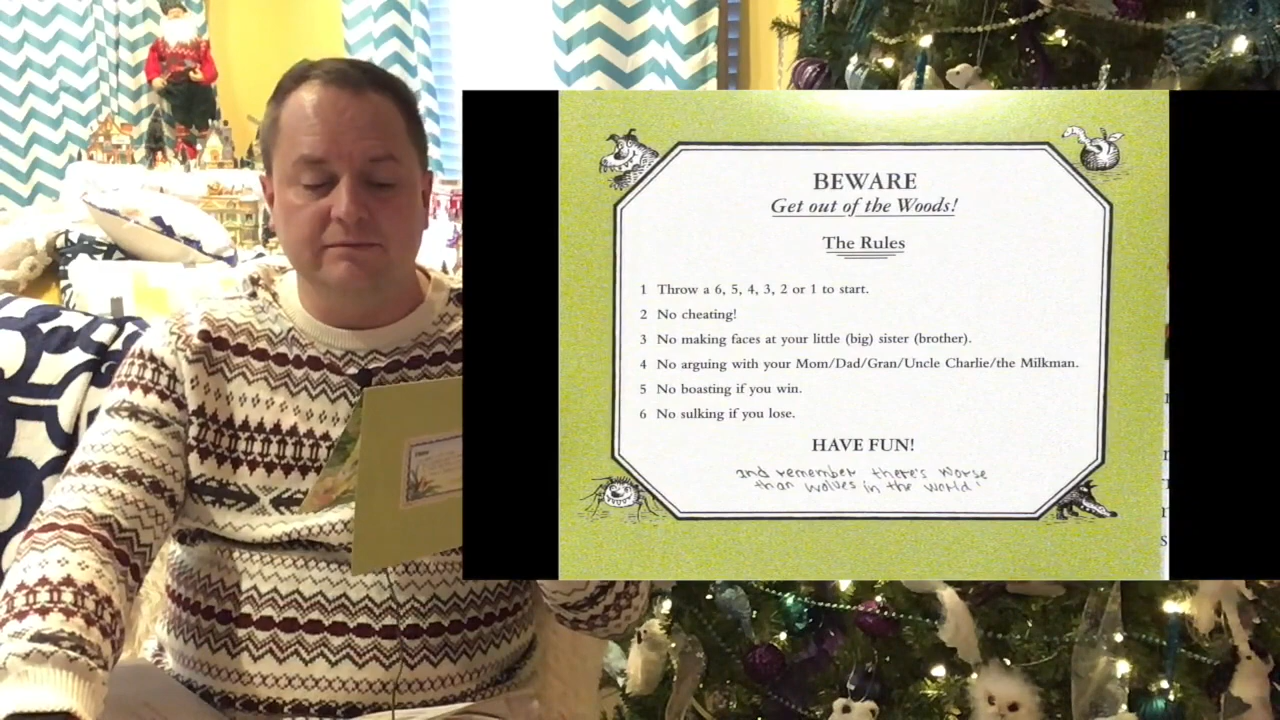 BEWARE
Get out of the Woods!
The Rules
1 Throw a 6, 5, 4, 3, 2 or 1 to start.
2 No cheating!
3 No making faces at your little (big) sister (brother).
4 No arguing with your Mom/Dad/Gran/Uncle Charlie/the Milkman.
5 No boasting if you win.
6 No sulking if you lose.
HAVE FUN!
and remember there's worse
than wolves in the world!